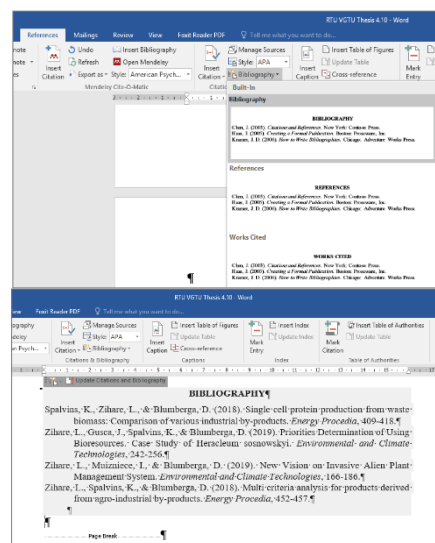 RTU VGTU Thesis 4.10 - Word
References Mailings Review View Foxit Reader PDF Tell me what you want to do...
Undo Insert Bibliography Manage Sources Insert Table of Figures
Insert Citation Refresh Open Mendeley Insert Citation Style: APA Insert Caption Update Table Mark Entry
Export as Style: American Psych... Bibliography Cross-reference
Mendeley Cite-O-Matic
Built-In
Bibliography
BIBLIOGRAPHY
Chen, J. (2003). Citations and References. New York: Contoso Press.
Haas, J. (2005). Creating a Formal Publication. Boston: Proseware, Inc.
Kramer, J. D. (2006). How to Write Bibliographies. Chicago: Adventure Works Press.
References
REFERENCES
Chen, J. (2003). Citations and References. New York: Contoso Press.
Haas, J. (2005). Creating a Formal Publication. Boston: Proseware, Inc.
Kramer, J. D. (2006). How to Write Bibliographies. Chicago: Adventure Works Press.
Works Cited
WORKS CITED
Chen, J. (2003). Citations and References. New York: Contoso Press.
Haas, J. (2005). Creating a Formal Publication. Boston: Proseware, Inc.
Kramer, J. D. (2006). How to Write Bibliographies. Chicago: Adventure Works Press.
¶
RTU VGTU Thesis 4.10 - Word
View Foxit Reader PDF Tell me what you want to do...
Manage Sources Insert Table of Figures Insert Index Insert Table of Authorities
Insert Citation Style: APA Insert Caption Update Table Mark Entry Update Index Mark Citation Update Table
Bibliography Cross-reference
Citations & Bibliography Captions Index Table of Authorities
Update Citations and Bibliography
BIBLIOGRAPHY¶
Spalvins, K., Zihare, L., & Blumberga, D. (2018). Single cell protein production from waste
biomass: Comparison of various industrial by-products. Energy Procedia, 409-418.¶
Zihare, L., Gusca, J., Spalvins, K., & Blumberga, D. (2019). Priorities Determination of Using
Bioresources. Case Study of Heracleum sosnowskyi. Environmental and Climate
Technologies, 242-256.¶
Zihare, L., Muizniece, I., & Blumberga, D. (2019). New Vision on Invasive Alien Plant
Management System. Environmental and Climate Technologies, 166-186.¶
Zihare, L., Spalvins, K., & Blumberga, D. (2018). Multi criteria analysis for products derived
from agro-industrial by-products. Energy Procedia, 452-457.¶
¶
¶
Page Break ¶